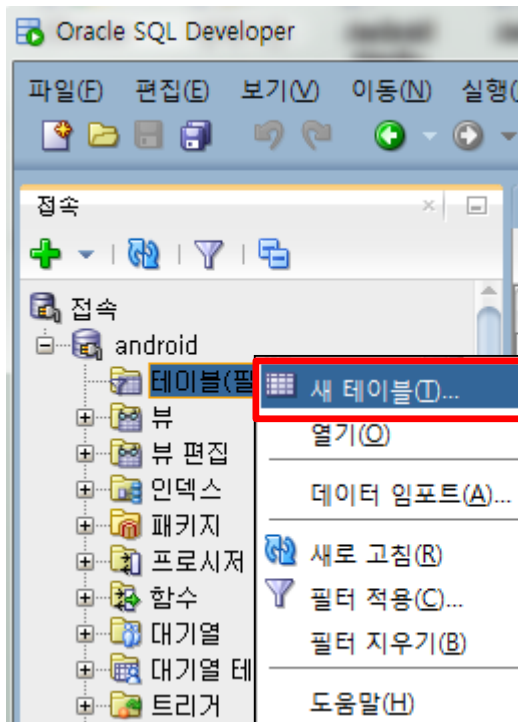 Oracle SQL Developer
파일(F) 편집(E) 보기(V) 이동(N) 실행(
접속
접속
android
테이블(필
새 테이블(T)...
열기(O)
데이터 임포트(A)...
새로 고침(R)
필터 적용(C)...
필터 지우기(B)
도움말(H)
뷰
뷰 편집
인덱스
패키지
프로시저
함수
대기열
대기열 테
트리거